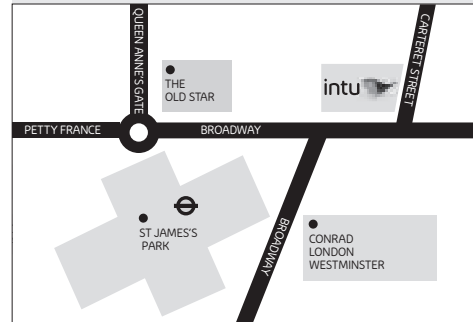 QUEEN ANNE'S GATE
CARTERET STREET
THE
OLD STAR
intu
PETTY FRANCE
BROADWAY
ST JAMES'S
PARK
BROADWAY
CONRAD
LONDON
WESTMINSTER